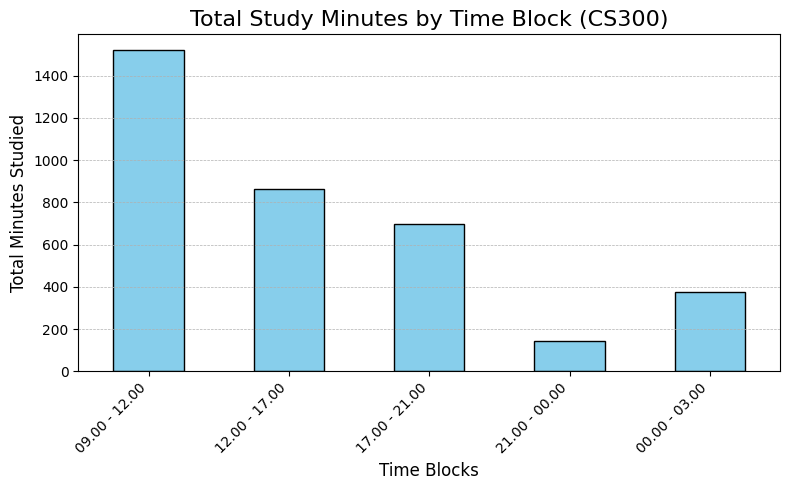 Total Study Minutes by Time Block (CS300)
Total Minutes Studied
1400
1200
1000
800
600
400
200
0
09.00 - 12.00
12.00 - 17.00
17.00 - 21.00
21.00 - 00.00
00.00 - 03.00
Time Blocks